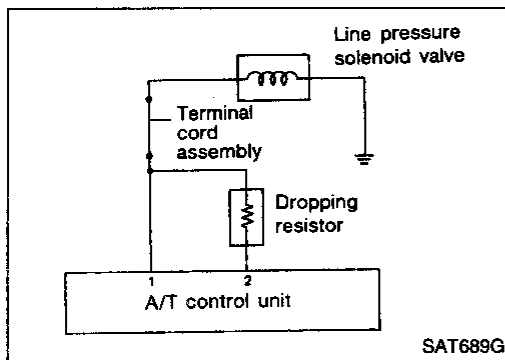 Line pressure
solenoid valve
Terminal
cord
assembly
Dropping
resistor
1 2
A/T control unit
SAT689G